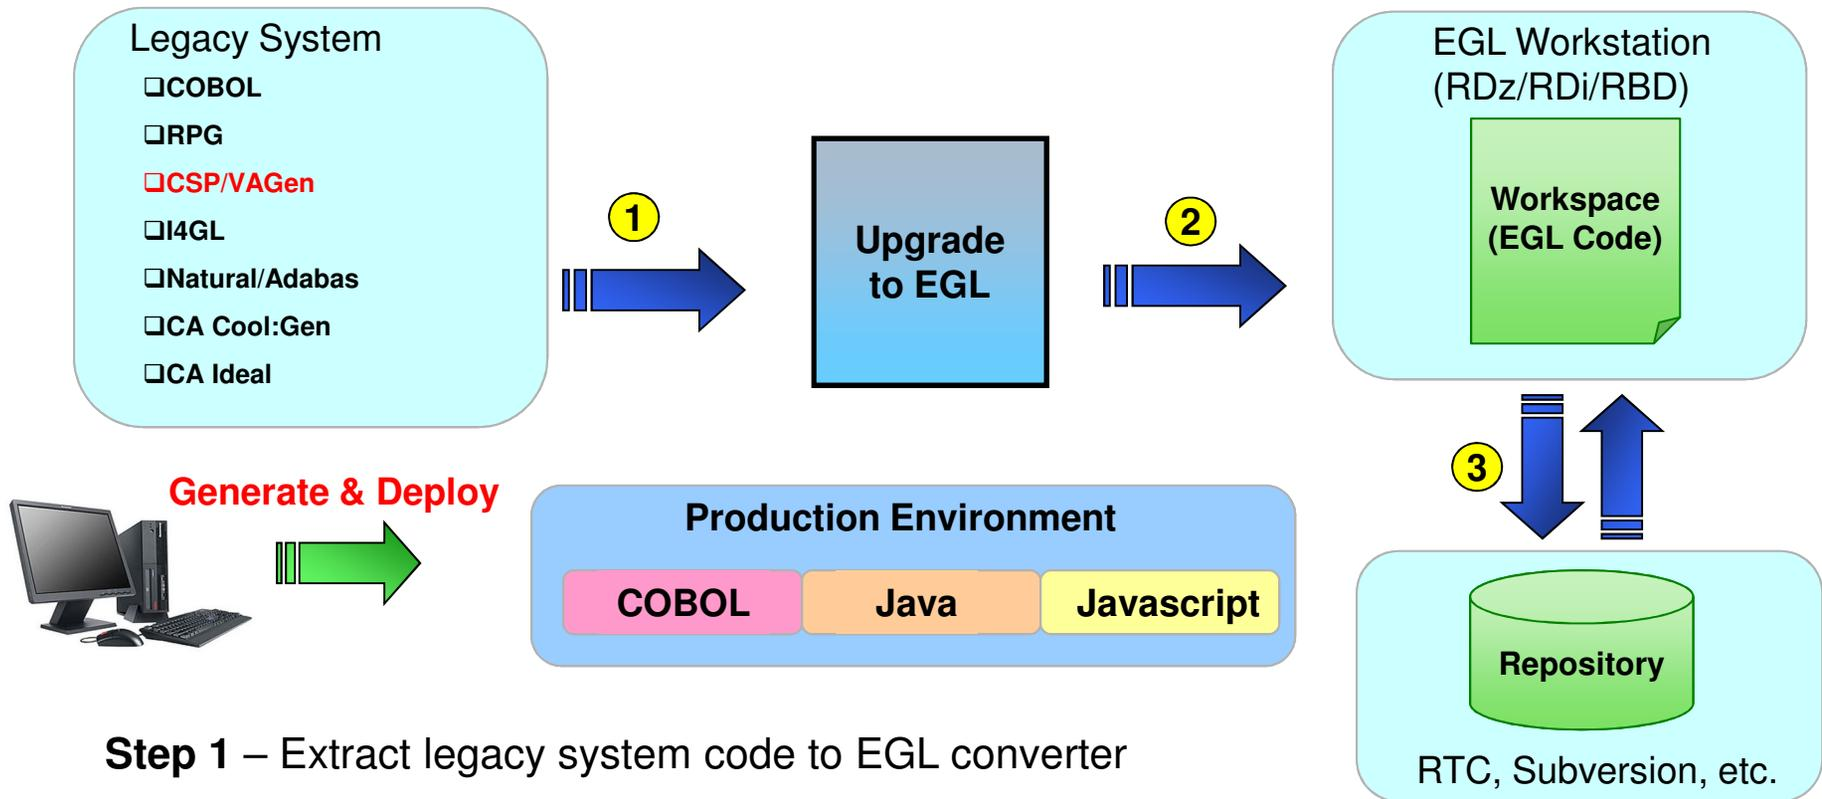 Legacy System
❑COBOL
❑RPG
❑CSP/VAGen
❑I4GL
❑Natural/Adabas
❑CA Cool:Gen
❑CA Ideal
1
Upgrade
to EGL
2
EGL Workstation
(RDz/RDi/RBD)
Workspace
(EGL Code)
3
Generate & Deploy
Production Environment
COBOL
Java
Javascript
Repository
RTC, Subversion, etc.
Step 1 – Extract legacy system code to EGL converter